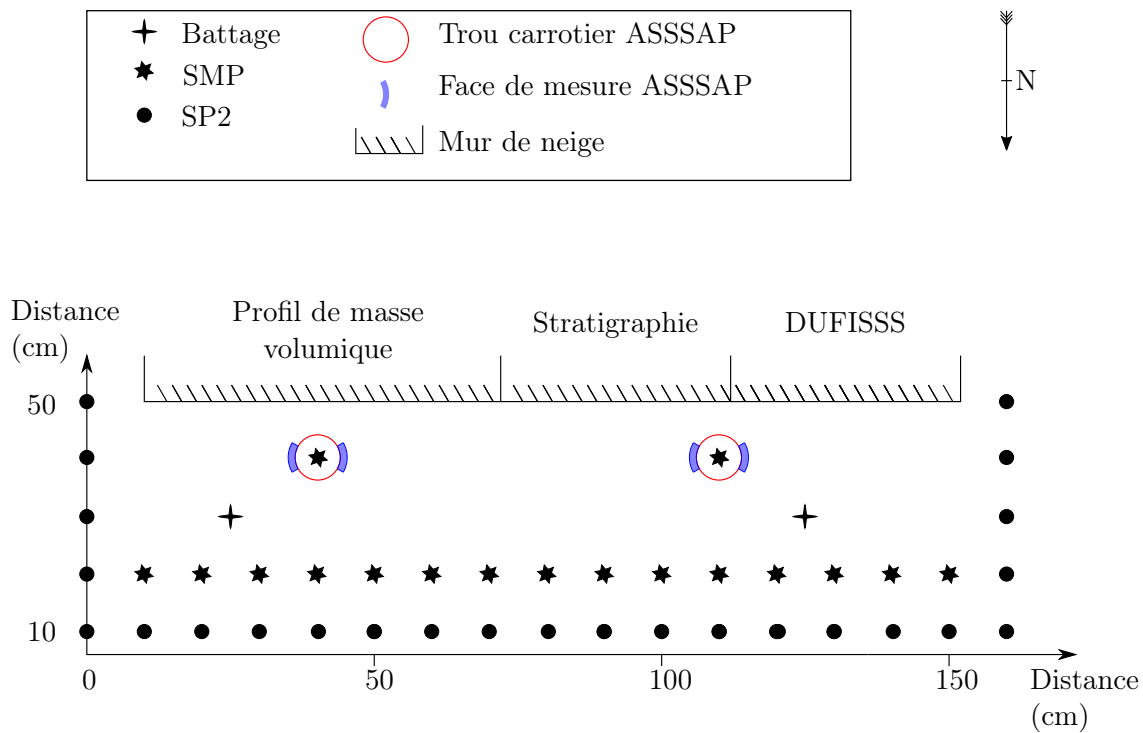 Battage
SMP
SP2
Trou carrotier ASSSAP
Face de mesure ASSSAP
Mur de neige
N
Distance
(cm)
Profil de masse
volumique
Stratigraphie
DUFISSS
50
10
0
50
100
150
Distance
(cm)